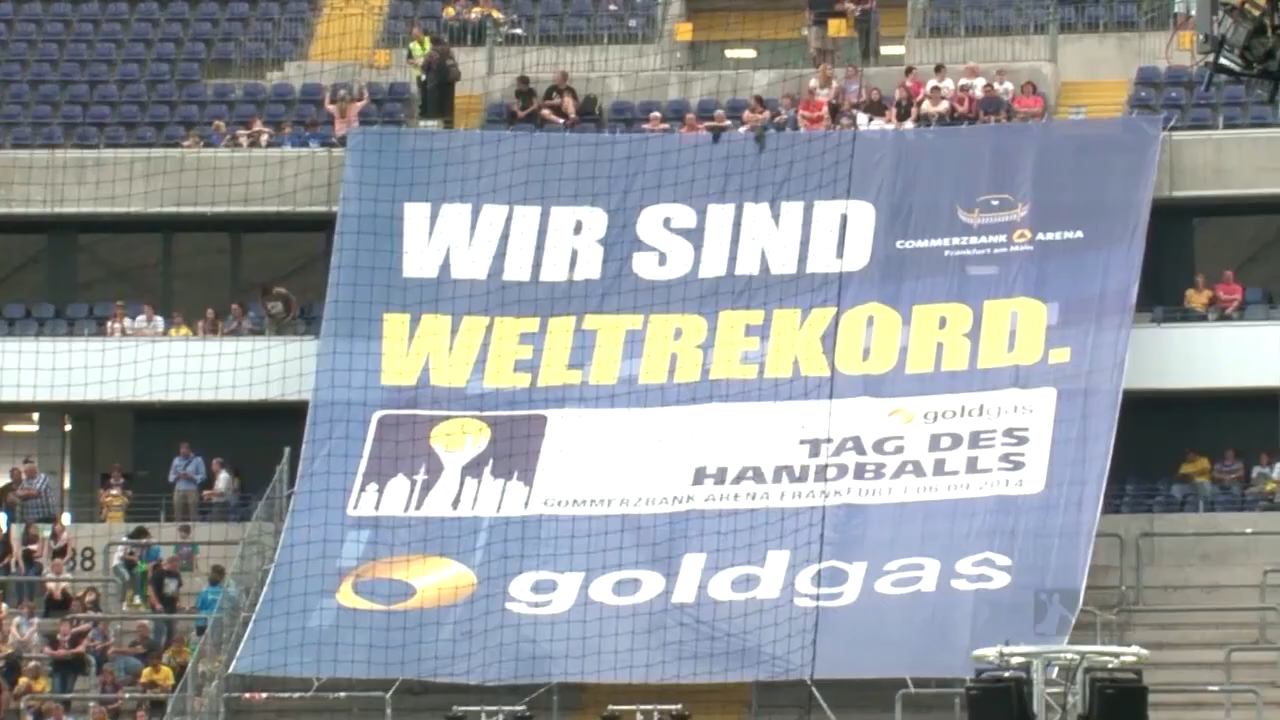 WIR SIND
COMMERZBANK ARENA
Frankfurt am Main
WELTREKORD.
goldgas
TAG DES
HANDBALLS
COMMERZBANK ARENA FRANKFURT | 06.09.2014
goldgas